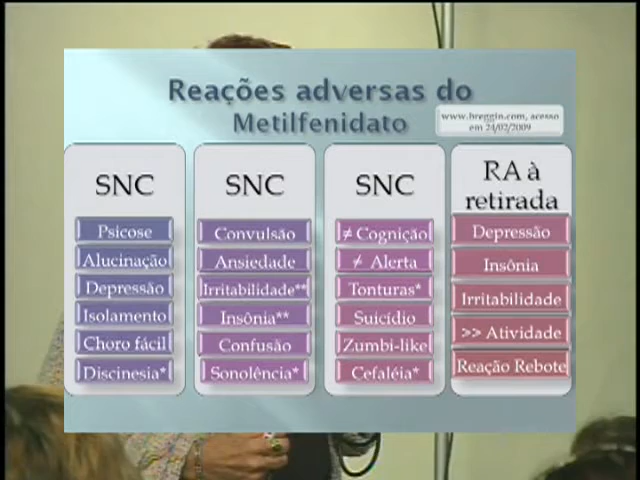 Reações adversas do
Metilfenidato
www.breggin.com, acesso
em 24/02/2009
SNC
Psicose
Alucinação
Depressão
Isolamento
Choro fácil
Discinesia*
SNC
Convulsão
Ansiedade
Irritabilidade**
Insônia**
Confusão
Sonolência*
SNC
≠ Cognição
≠ Alerta
Tonturas*
Suicídio
Zumbi-like
Cefaléia*
RA à
retirada
Depressão
Insônia
Irritabilidade
>> Atividade
Reação Rebote